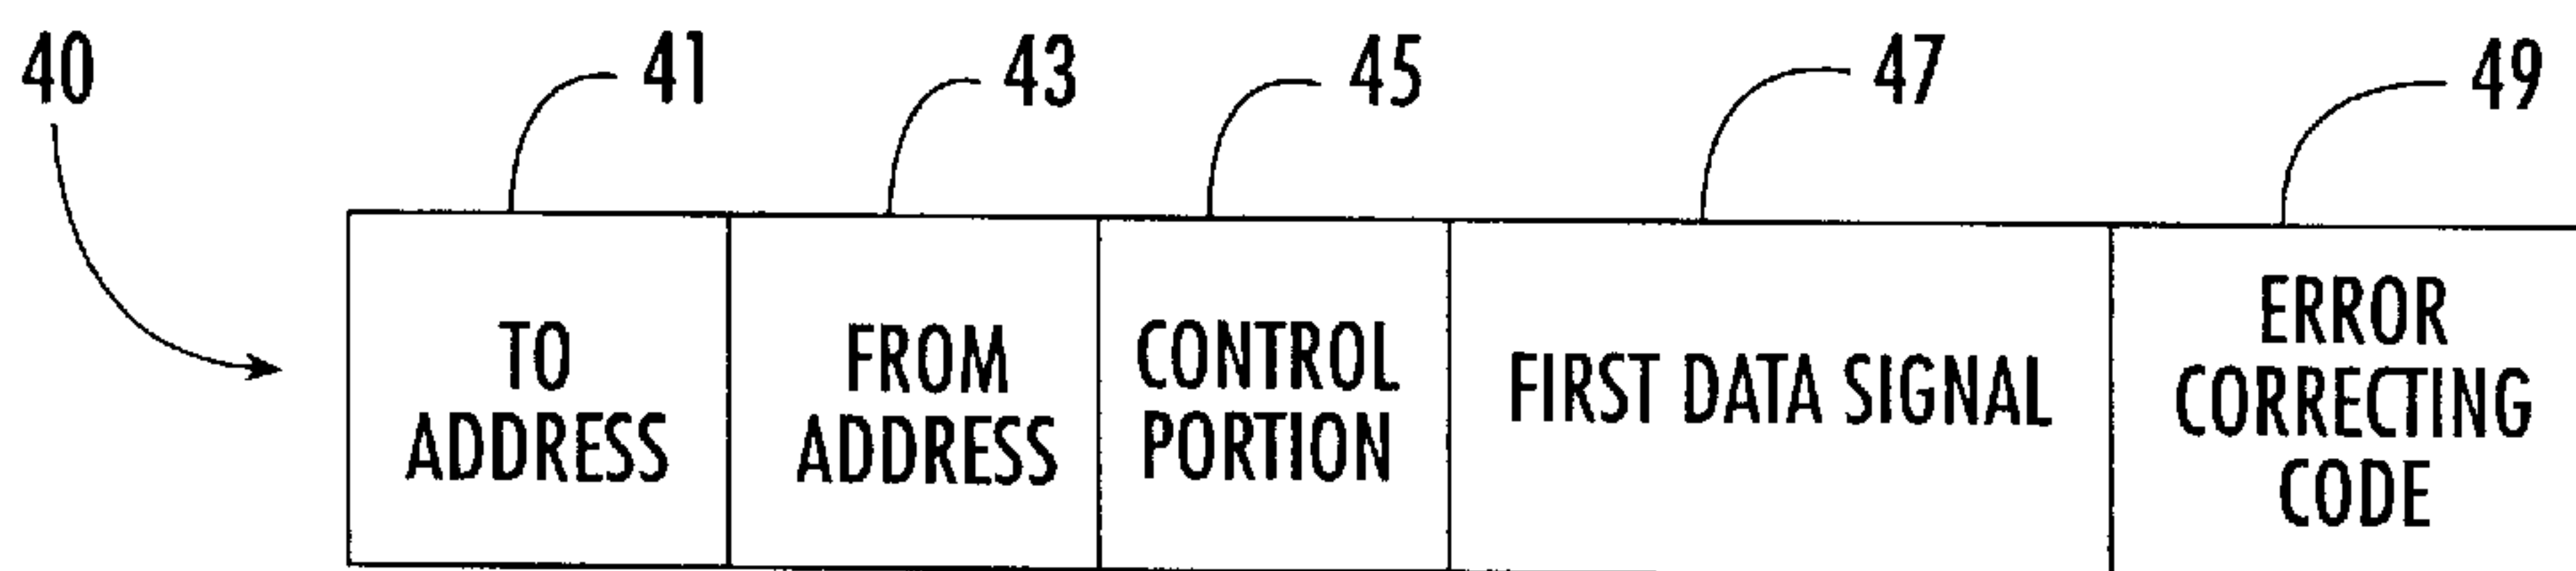 40
41
43
45
47
49
TO
ADDRESS
FROM
ADDRESS
CONTROL
PORTION
FIRST DATA SIGNAL
ERROR
CORRECTING
CODE